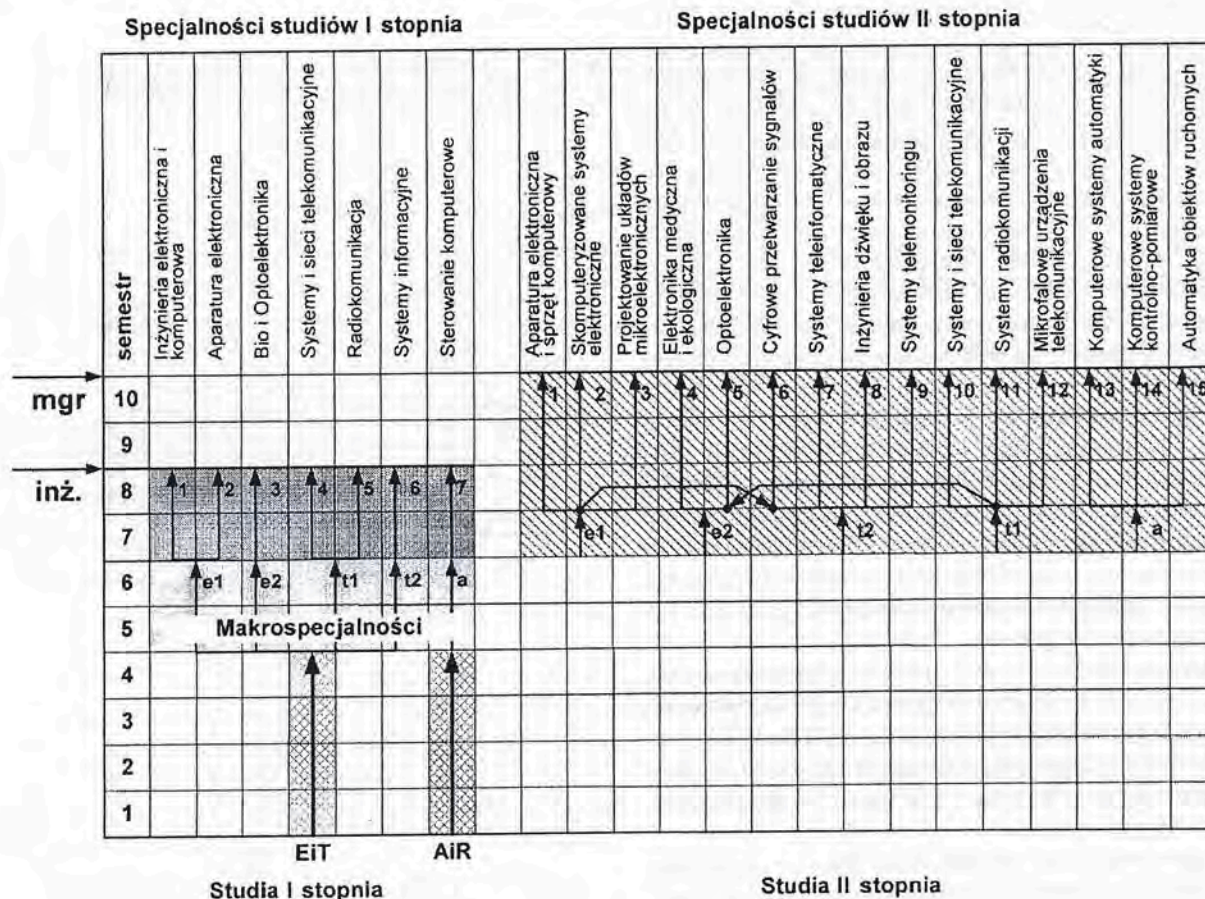 Specjalności studiów I stopnia
Specjalności studiów II stopnia
semestr
Inżynieria elektroniczna i
komputerowa
Aparatura elektroniczna
Bio i Optoelektronika
Systemy i sieci telekomunikacyjne
Radiokomunikacja
Systemy informacyjne
Sterowanie komputerowe
Aparatura elektroniczna
i sprzęt komputerowy
Skomputeryzowane systemy
elektroniczne
Projektowanie układów
mikroelektronicznych
Elektronika medyczna
i ekologiczna
Optoelektronika
Cyfrowe przetwarzanie sygnałów
Systemy teleinformatyczne
Inżynieria dźwięku i obrazu
Systemy telemonitoringu
Systemy i sieci telekomunikacyjne
Systemy radiokomunikacji
Mikrofalowe urządzenia
telekomunikacyjne
Komputerowe systemy automatyki
Komputerowe systemy
kontrolno-pomiarowe
Automatyka obiektów ruchomych
mgr
10
1 2 3 4 5 6 7 8 9 10 11 12 13 14 15
9
inż.
8
1 2 3 4 5 6 7
7
e1 e2 t2 t1 a
6
e1 e2 t1 t2 a
5
Makrospecjalności
4
3
2
1
EiT
AiR
Studia I stopnia
Studia II stopnia